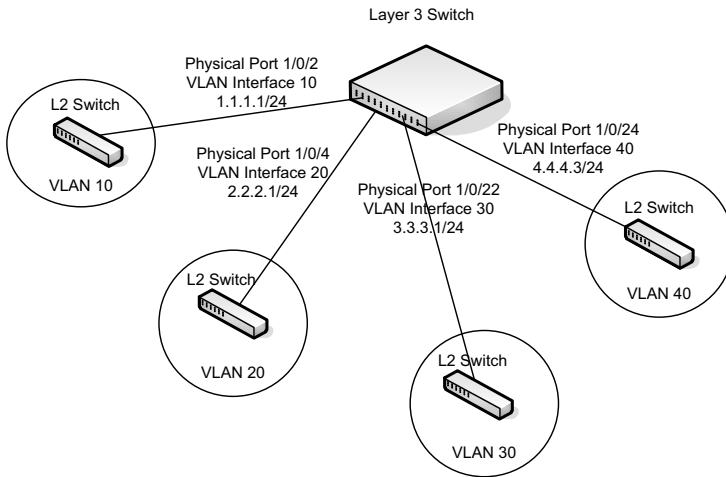 Layer 3 Switch
Physical Port 1/0/2
VLAN Interface 10
1.1.1.1/24
L2 Switch
VLAN 10
Physical Port 1/0/4
VLAN Interface 20
2.2.2.1/24
Physical Port 1/0/24
VLAN Interface 40
4.4.4.3/24
Physical Port 1/0/22
VLAN Interface 30
3.3.3.1/24
L2 Switch
VLAN 40
L2 Switch
VLAN 20
L2 Switch
VLAN 30